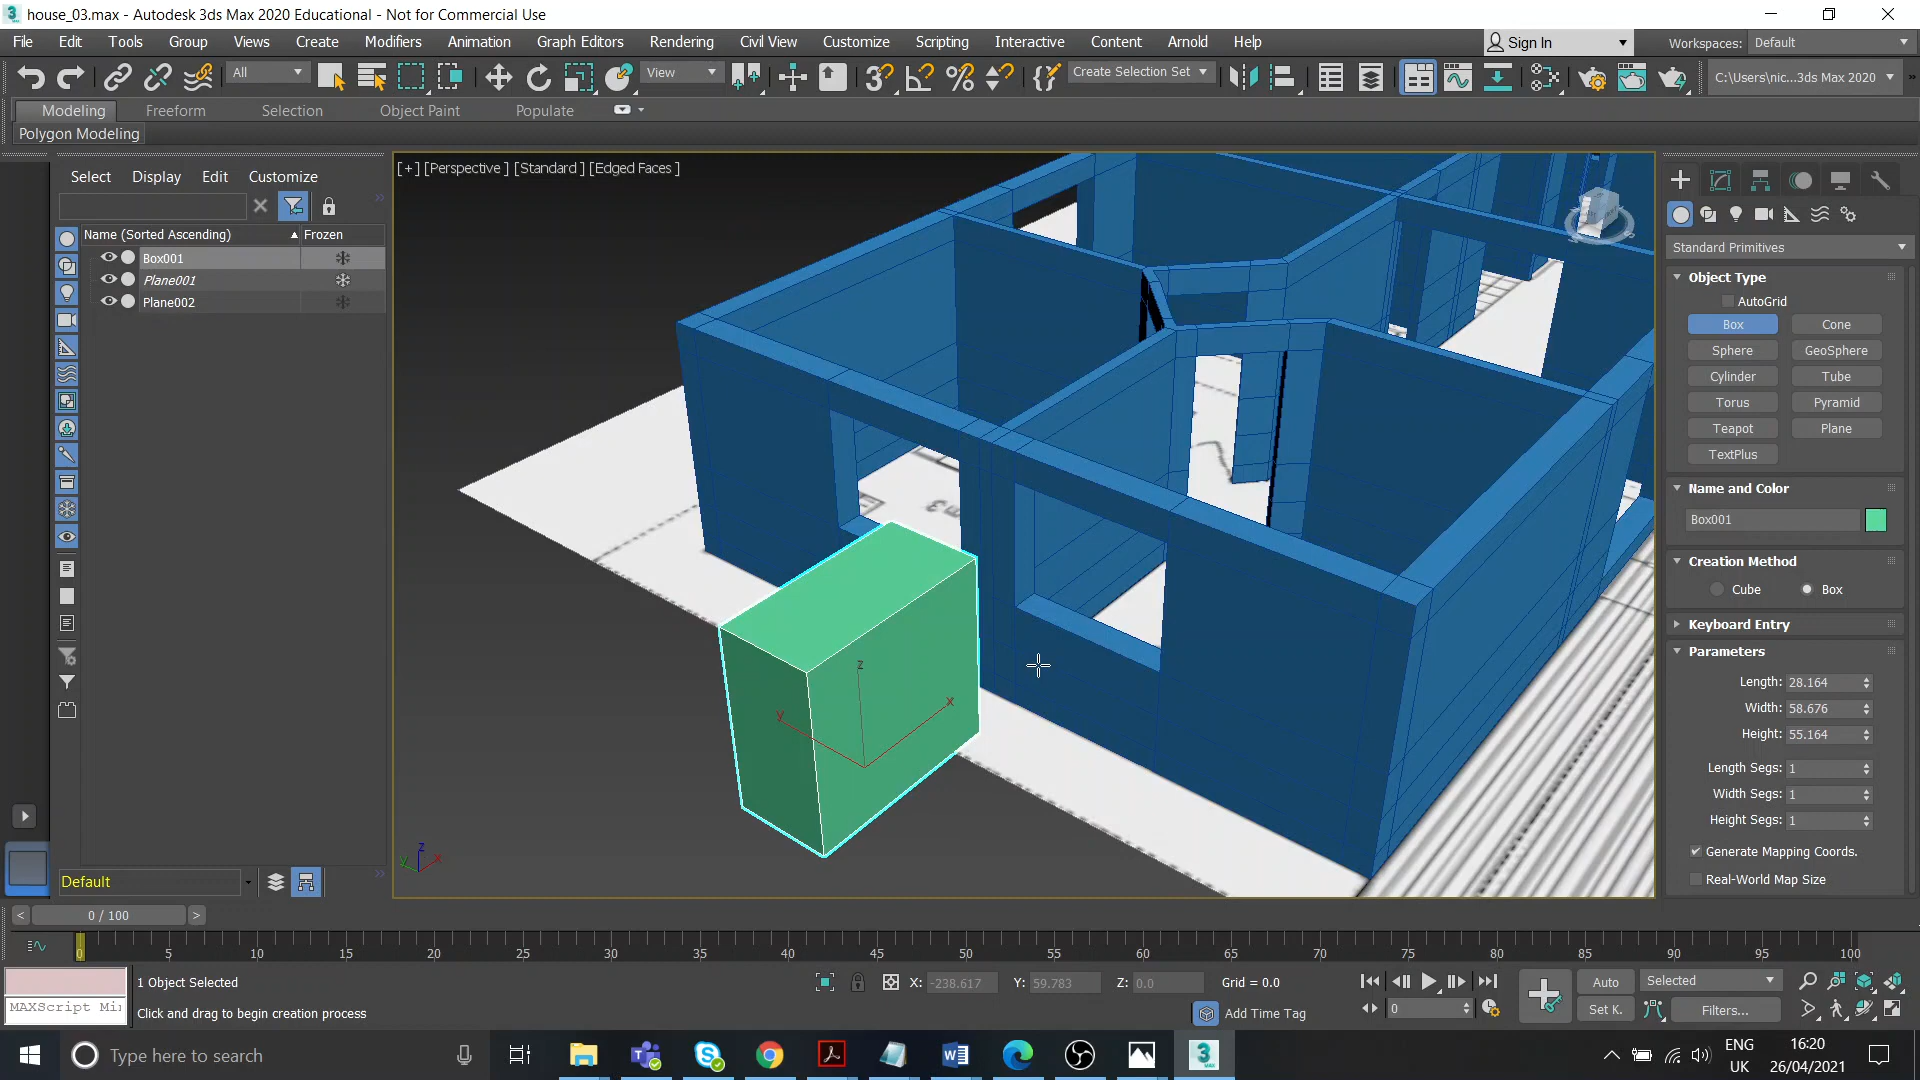 house_03.max - Autodesk 3ds Max 2020 Educational - Not for Commercial Use
File Edit Tools Group Views Create Modifiers Animation Graph Editors Rendering Civil View Customize Scripting Interactive Content Arnold Help
Sign In
Workspaces: Default
All
View
Create Selection Set
C:\Users\nic...3ds Max 2020
Modeling Freeform Selection Object Paint Populate
Polygon Modeling
Select Display Edit Customize
Name (Sorted Ascending) Frozen
Box001
Plane001
Plane002
[+] [Perspective] [Standard] [Edged Faces]
z
x
y
z
x
y
Standard Primitives
Object Type
AutoGrid
Box Cone
Sphere GeoSphere
Cylinder Tube
Torus Pyramid
Teapot Plane
TextPlus
Name and Color
Box001
Creation Method
Cube Box
Keyboard Entry
Parameters
Length: 28.164
Width: 58.676
Height: 55.164
Length Segs: 1
Width Segs: 1
Height Segs: 1
Generate Mapping Coords.
Real-World Map Size
Default
< 0 / 100 >
0 5 10 15 20 25 30 35 40 45 50 55 60 65 70 75 80 85 90 95 100
MAXScript Mi
1 Object Selected
Click and drag to begin creation process
X: -238.617 Y: 59.783 Z: 0.0 Grid = 0.0
Add Time Tag
0
Auto Selected
Set K. Filters...
Type here to search
ENG
UK
16:20
26/04/2021